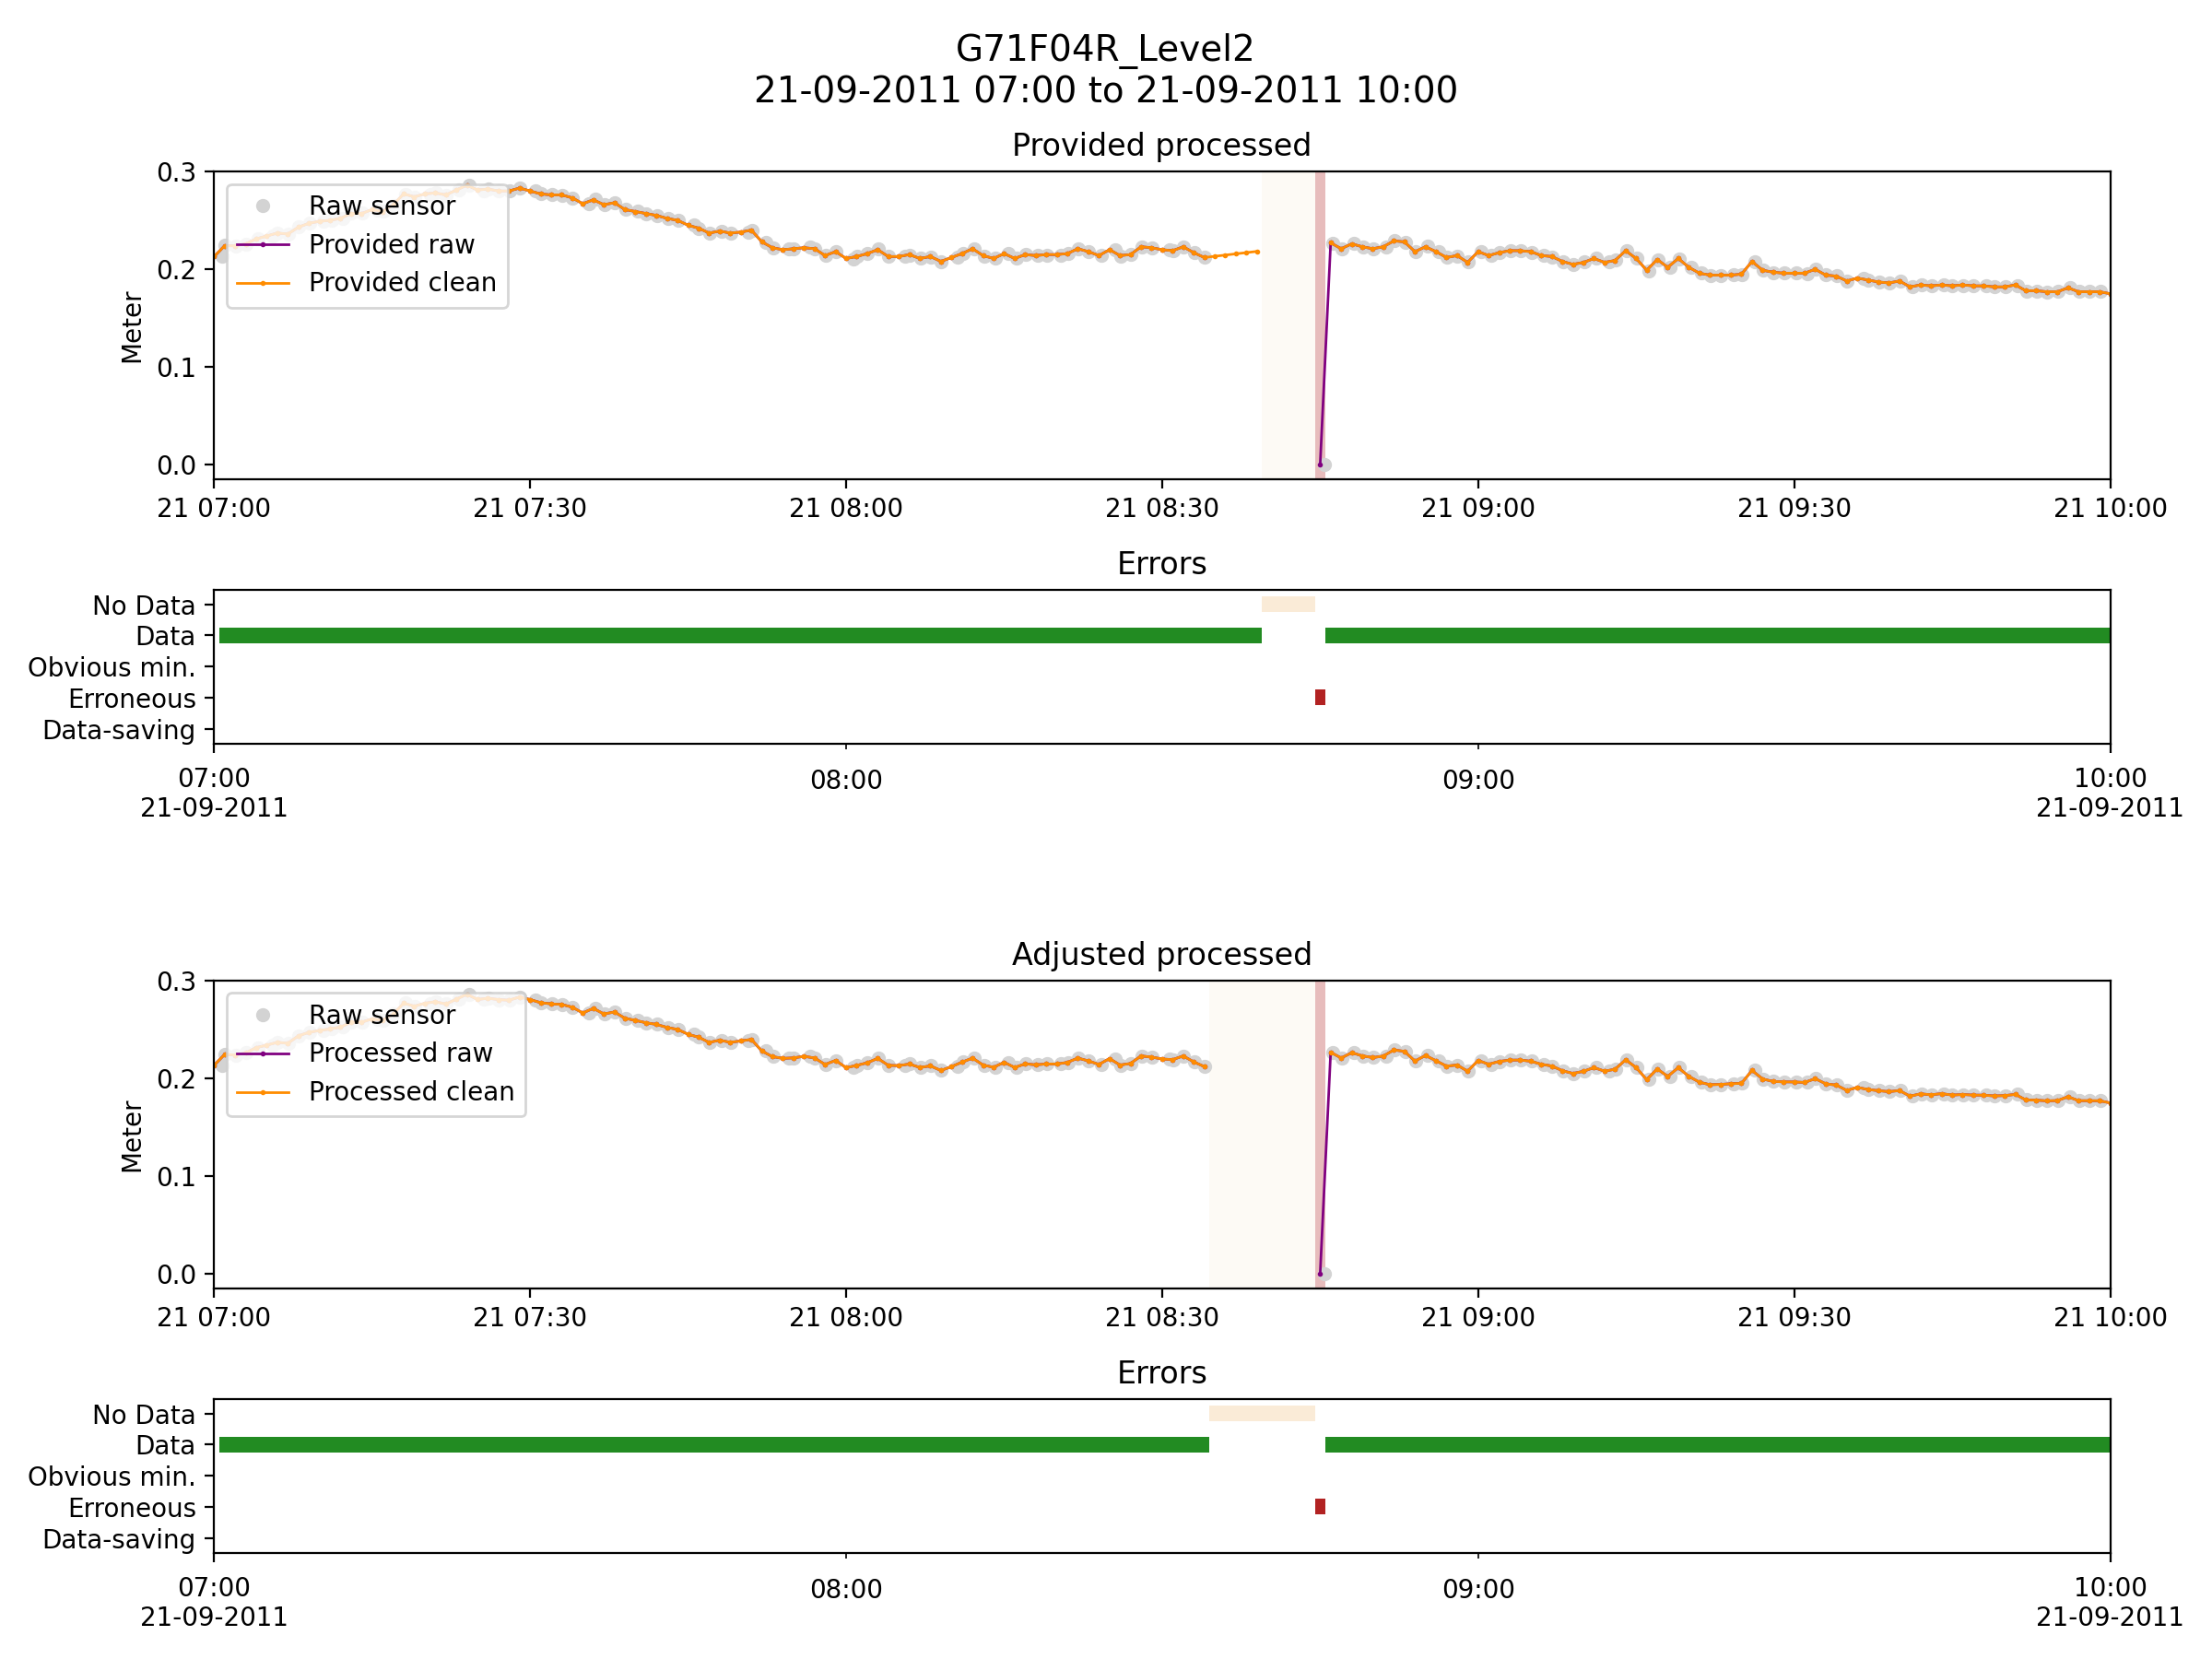 G71F04R_Level2
21-09-2011 07:00 to 21-09-2011 10:00
Provided processed
Meter
0.3
0.2
0.1
0.0
Raw sensor
Provided raw
Provided clean
21 07:00 21 07:30 21 08:00 21 08:30 21 09:00 21 09:30 21 10:00
Errors
No Data
Data
Obvious min.
Erroneous
Data-saving
07:00 08:00 09:00 10:00
21-09-2011 21-09-2011
Adjusted processed
Meter
0.3
0.2
0.1
0.0
Raw sensor
Processed raw
Processed clean
21 07:00 21 07:30 21 08:00 21 08:30 21 09:00 21 09:30 21 10:00
Errors
No Data
Data
Obvious min.
Erroneous
Data-saving
07:00 08:00 09:00 10:00
21-09-2011 21-09-2011